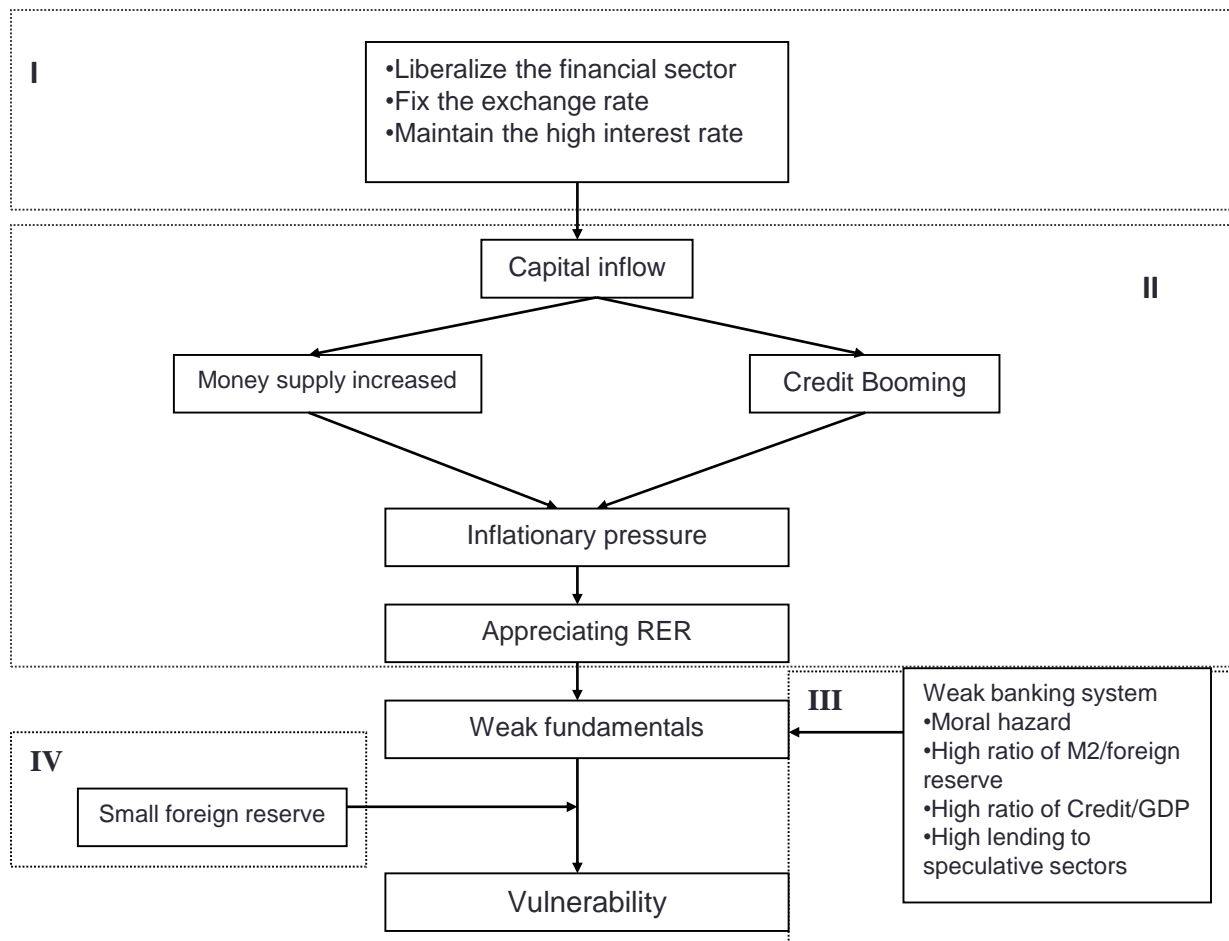 I
•Liberalize the financial sector
•Fix the exchange rate
•Maintain the high interest rate
Capital inflow
II
Money supply increased
Credit Booming
Inflationary pressure
Appreciating RER
Weak fundamentals
III
Weak banking system
•Moral hazard
•High ratio of M2/foreign
reserve
•High ratio of Credit/GDP
•High lending to
speculative sectors
IV
Small foreign reserve
Vulnerability